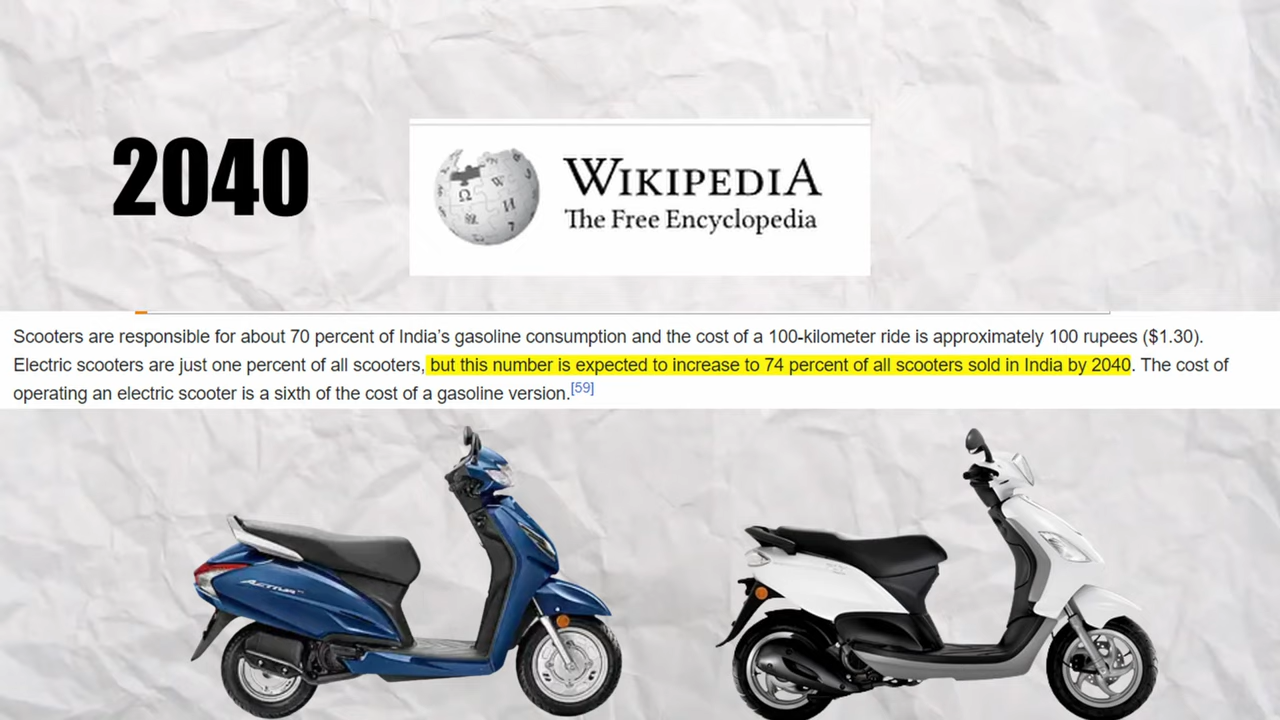 2040
WIKIPEDIA
The Free Encyclopedia
Scooters are responsible for about 70 percent of India's gasoline consumption and the cost of a 100-kilometer ride is approximately 100 rupees ($1.30).
Electric scooters are just one percent of all scooters, but this number is expected to increase to 74 percent of all scooters sold in India by 2040. The cost of
operating an electric scooter is a sixth of the cost of a gasoline version.[59]
ACTIVA